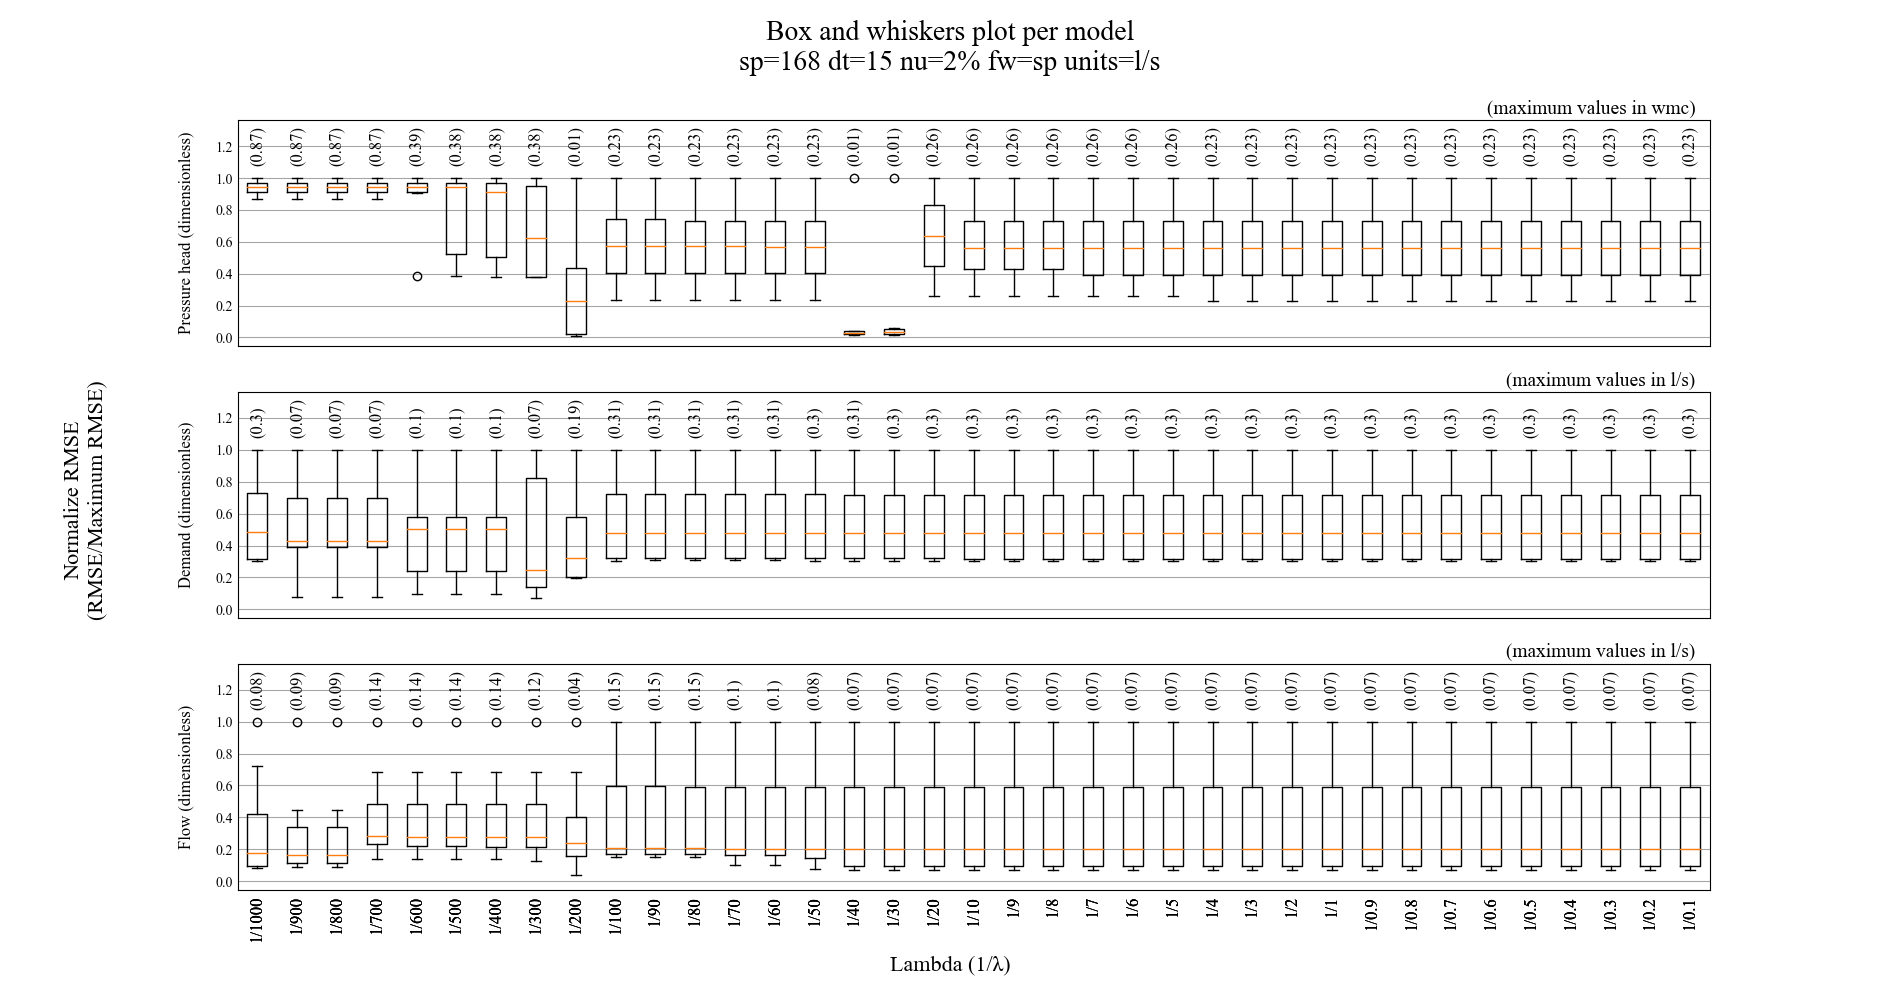 Box and whiskers plot per model
sp=168 dt=15 nu=2% fw=sp units=l/s
Normalize RMSE
(RMSE/Maximum RMSE)
(maximum values in wmc)
Pressure head (dimensionless)
1.2
1.0
0.8
0.6
0.4
0.2
0.0
(0.87) (0.87) (0.87) (0.87) (0.39) (0.38) (0.38) (0.38) (0.01) (0.23) (0.23) (0.23) (0.23) (0.23) (0.23) (0.01) (0.01) (0.26) (0.26) (0.26) (0.26) (0.26) (0.26) (0.26) (0.23) (0.23) (0.23) (0.23) (0.23) (0.23) (0.23) (0.23) (0.23) (0.23) (0.23) (0.23) (0.23)
(maximum values in l/s)
Demand (dimensionless)
1.2
1.0
0.8
0.6
0.4
0.2
0.0
(0.3) (0.07) (0.07) (0.07) (0.1) (0.1) (0.1) (0.07) (0.19) (0.31) (0.31) (0.31) (0.31) (0.31) (0.3) (0.31) (0.3) (0.3) (0.3) (0.3) (0.3) (0.3) (0.3) (0.3) (0.3) (0.3) (0.3) (0.3) (0.3) (0.3) (0.3) (0.3) (0.3) (0.3) (0.3) (0.3) (0.3)
(maximum values in l/s)
Flow (dimensionless)
1.2
1.0
0.8
0.6
0.4
0.2
0.0
(0.08) (0.09) (0.09) (0.14) (0.14) (0.14) (0.14) (0.12) (0.04) (0.15) (0.15) (0.15) (0.1) (0.1) (0.08) (0.07) (0.07) (0.07) (0.07) (0.07) (0.07) (0.07) (0.07) (0.07) (0.07) (0.07) (0.07) (0.07) (0.07) (0.07) (0.07) (0.07) (0.07) (0.07) (0.07) (0.07) (0.07)
1/1000 1/900 1/800 1/700 1/600 1/500 1/400 1/300 1/200 1/100 1/90 1/80 1/70 1/60 1/50 1/40 1/30 1/20 1/10 1/9 1/8 1/7 1/6 1/5 1/4 1/3 1/2 1/1 1/0.9 1/0.8 1/0.7 1/0.6 1/0.5 1/0.4 1/0.3 1/0.2 1/0.1
Lambda (1/λ)